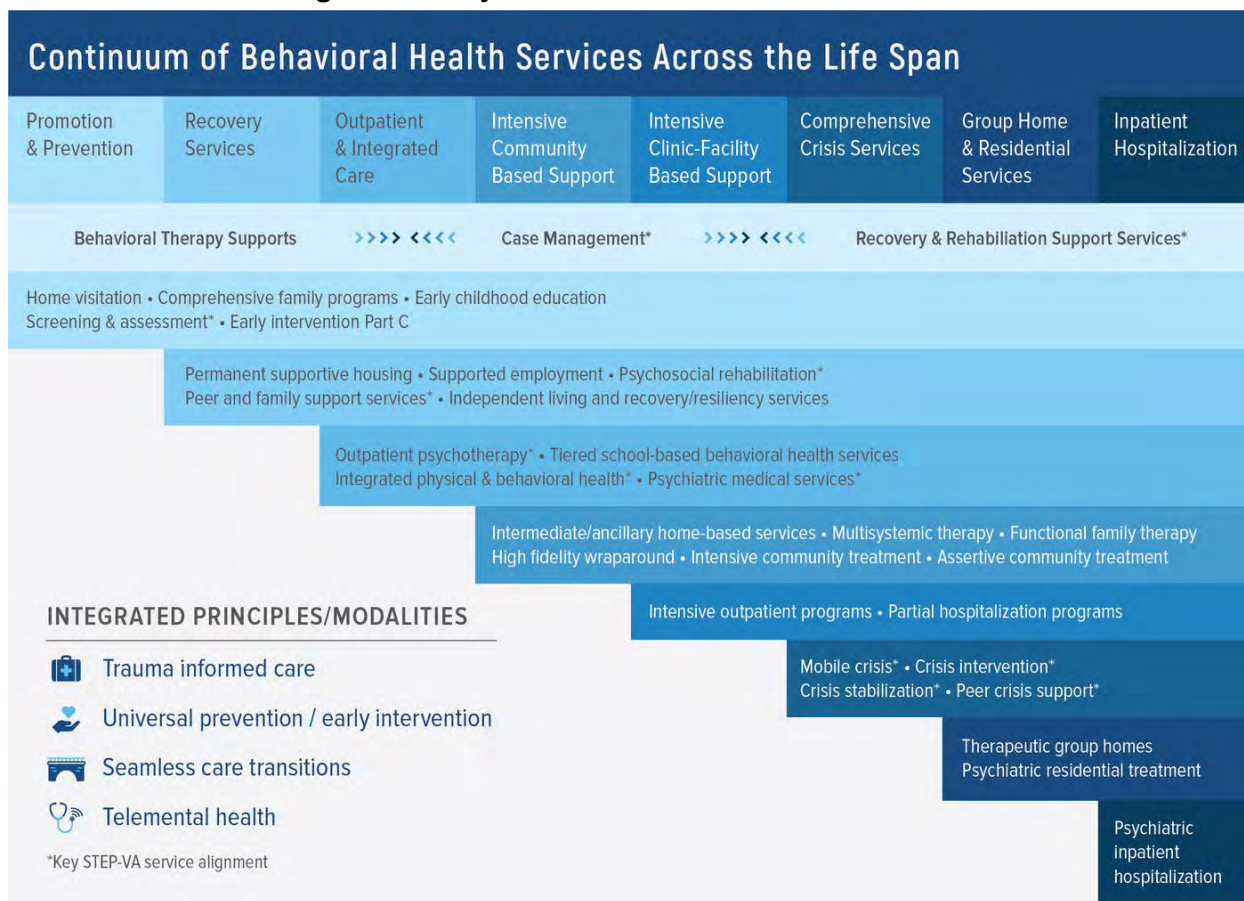 Continuum of Behavioral Health Services Across the Life Span
Promotion
& Prevention
Recovery
Services
Outpatient
& Integrated
Care
Intensive
Community
Based Support
Intensive
Clinic-Facility
Based Support
Comprehensive
Crisis Services
Group Home
& Residential
Services
Inpatient
Hospitalization
Behavioral Therapy Supports >>>> <<<< Case Management* >>>> <<<< Recovery & Rehabiliation Support Services*
Home visitation • Comprehensive family programs • Early childhood education
Screening & assessment* • Early intervention Part C
Permanent supportive housing • Supported employment • Psychosocial rehabilitation*
Peer and family support services* • Independent living and recovery/resiliency services
Outpatient psychotherapy* • Tiered school-based behavioral health services
Integrated physical & behavioral health* • Psychiatric medical services*
Intermediate/ancillary home-based services • Multisystemic therapy • Functional family therapy
High fidelity wraparound • Intensive community treatment • Assertive community treatment
Intensive outpatient programs • Partial hospitalization programs
Mobile crisis* • Crisis intervention*
Crisis stabilization* • Peer crisis support*
Therapeutic group homes
Psychiatric residential treatment
Psychiatric
inpatient
hospitalization
INTEGRATED PRINCIPLES/MODALITIES
Trauma informed care
Universal prevention / early intervention
Seamless care transitions
Telemental health
*Key STEP-VA service alignment